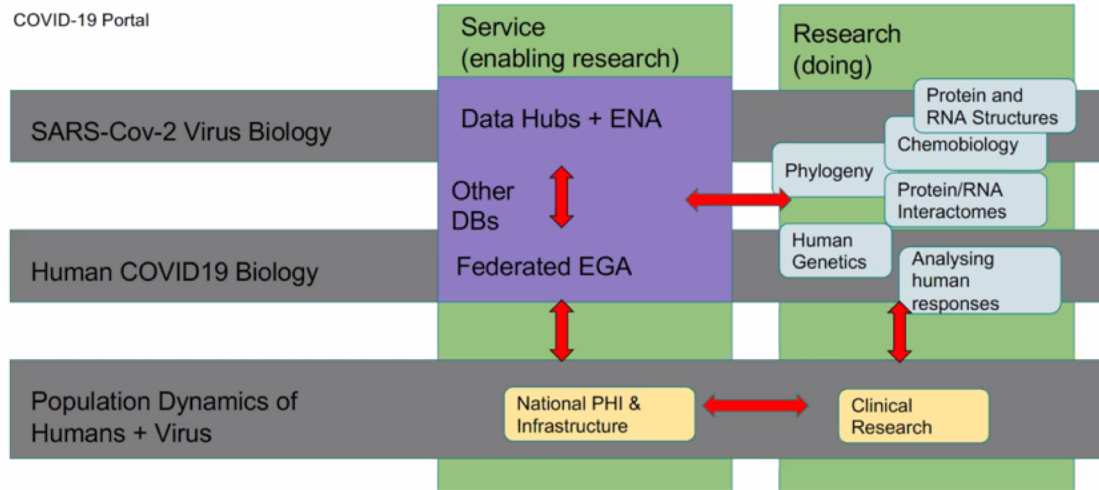 COVID-19 Portal
Service
(enabling research)
Research
(doing)
SARS-Cov-2 Virus Biology
Data Hubs + ENA
Protein and
RNA Structures
Chemobiology
Phylogeny
Other
DBs
Protein/RNA
Interactomes
Human COVID19 Biology
Federated EGA
Human
Genetics
Analysing
human
responses
Population Dynamics of
Humans + Virus
National PHI &
Infrastructure
Clinical
Research